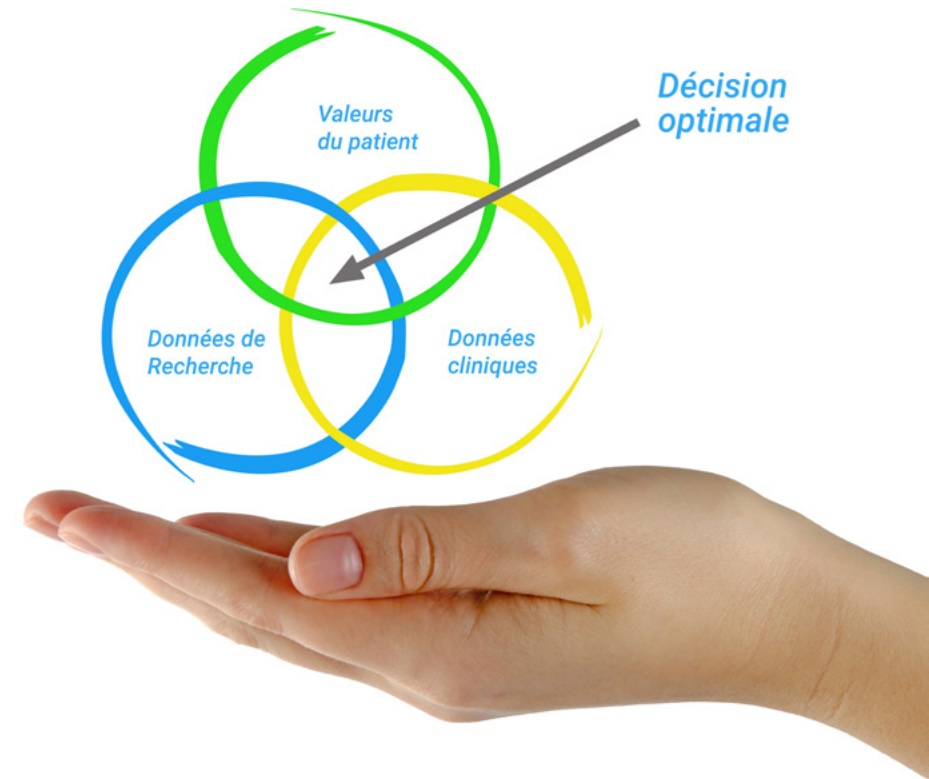 Valeurs
du patient
Décision
optimale
Données de
Recherche
Données
cliniques